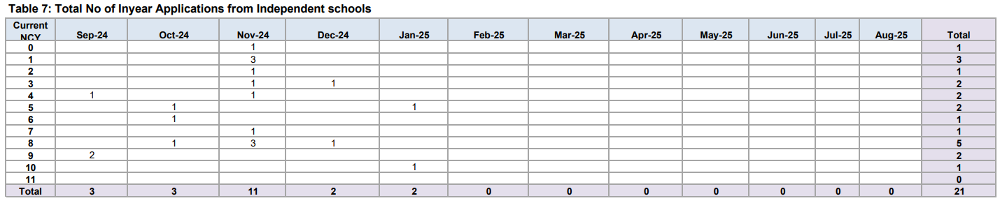 Table 7: Total No of Inyear Applications from Independent schools
Current NCY Sep-24 Oct-24 Nov-24 Dec-24 Jan-25 Feb-25 Mar-25 Apr-25 May-25 Jun-25 Jul-25 Aug-25 Total
0 1 1
1 3 3
2 1 1
3 1 1 2
4 1 1 2
5 1 1 2
6 1 1
7 1 1
8 1 3 1 5
9 2 2
10 1 1
11 0
Total 3 3 11 2 2 0 0 0 0 0 0 0 21